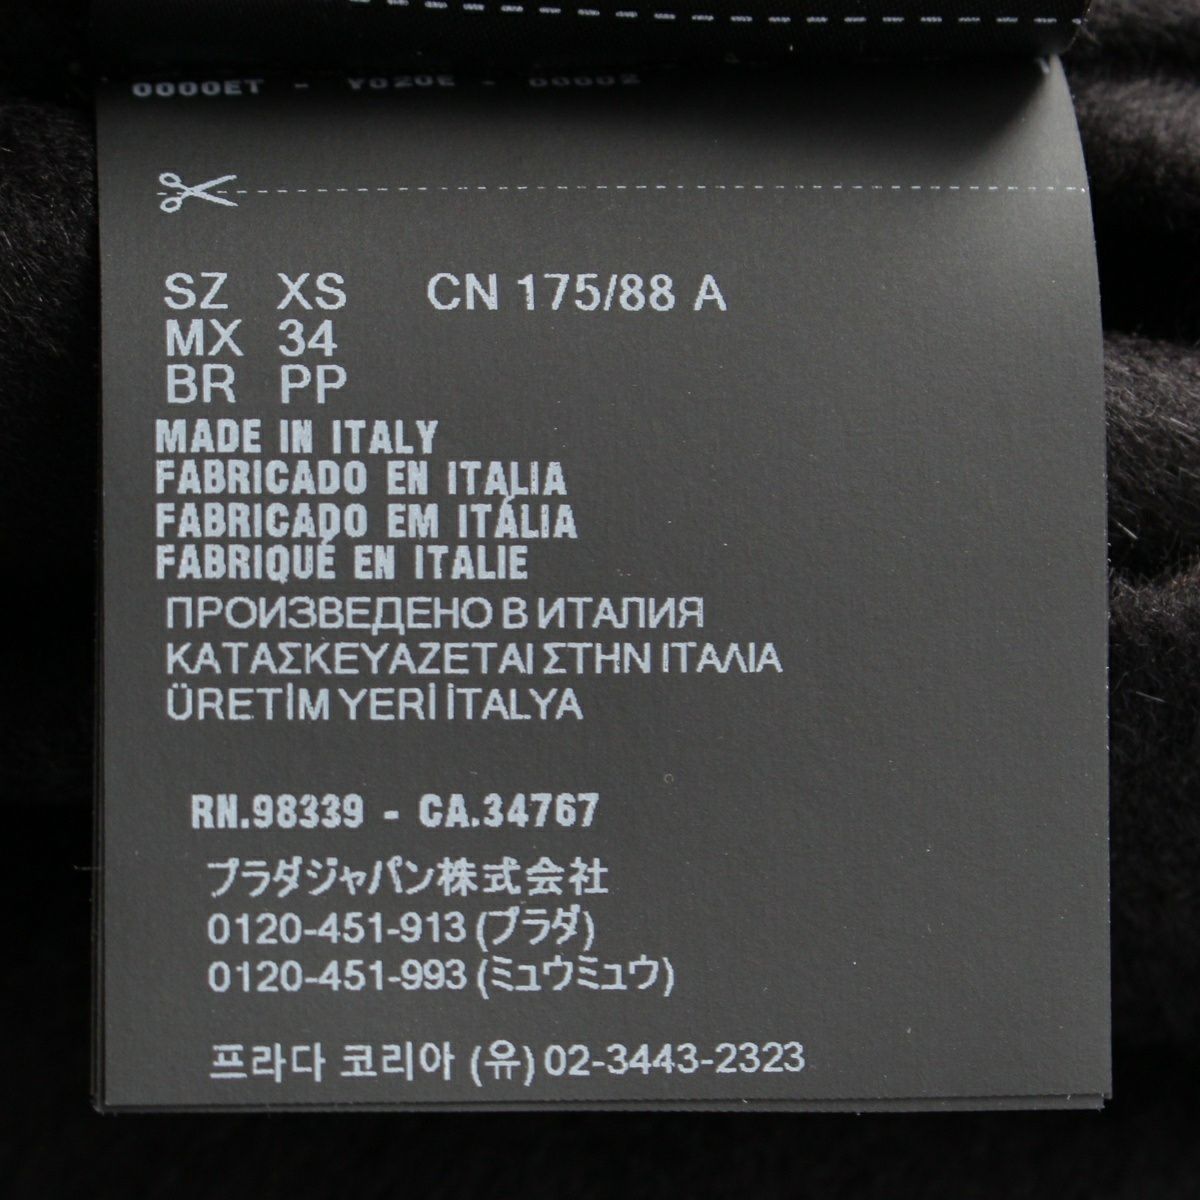 0000ET - Y020E - 00002
SZ XS CN 175/88 A
MX 34
BR PP
MADE IN ITALY
FABRICADO EN ITALIA
FABRICADO EM ITÁLIA
FABRIQUÉ EN ITALIE
ПРОИЗВЕДЕНО В ИТАЛИЯ
ΚΑΤΑΣΚΕΥΑΖΕΤΑΙ ΣΤΗΝ ΙΤΑΛΙΑ
ÜRETİM YERİ İTALYA
RN.98339 - CA.34767
プラダジャパン株式会社
0120-451-913 (プラダ)
0120-451-993 (ミュウミュウ)
프라다 코리아 (유) 02-3443-2323